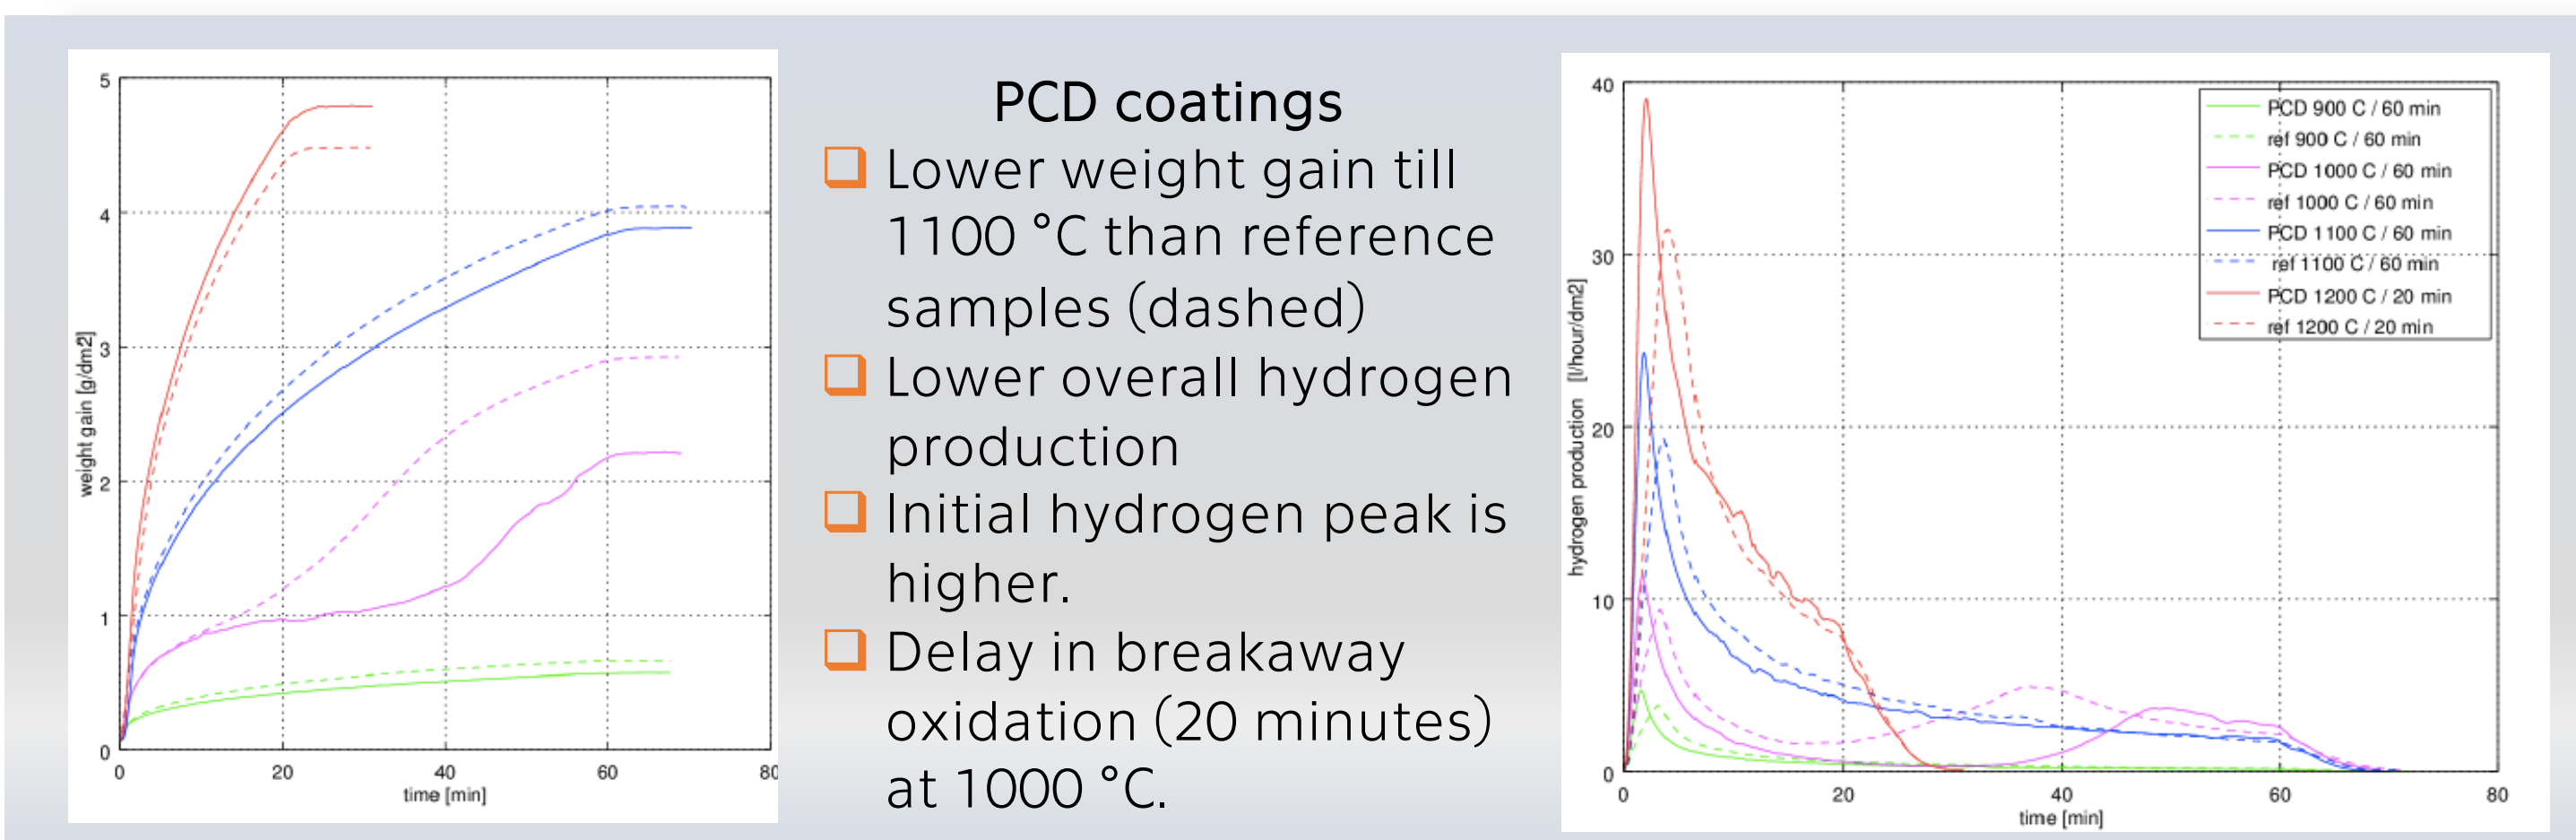 5
4
3
2
1
0
weight gain [g/dm2]
0 20 40 60 80
time [min]
PCD coatings
Lower weight gain till
1100 °C than reference
samples (dashed)
Lower overall hydrogen
production
Initial hydrogen peak is
higher.
Delay in breakaway
oxidation (20 minutes)
at 1000 °C.
40
30
20
10
0
hydrogen production [l/hour/dm2]
PCD 900 C / 60 min
ref 900 C / 60 min
PCD 1000 C / 60 min
ref 1000 C / 60 min
PCD 1100 C / 60 min
ref 1100 C / 60 min
PCD 1200 C / 20 min
ref 1200 C / 20 min
0 20 40 60 80
time [min]